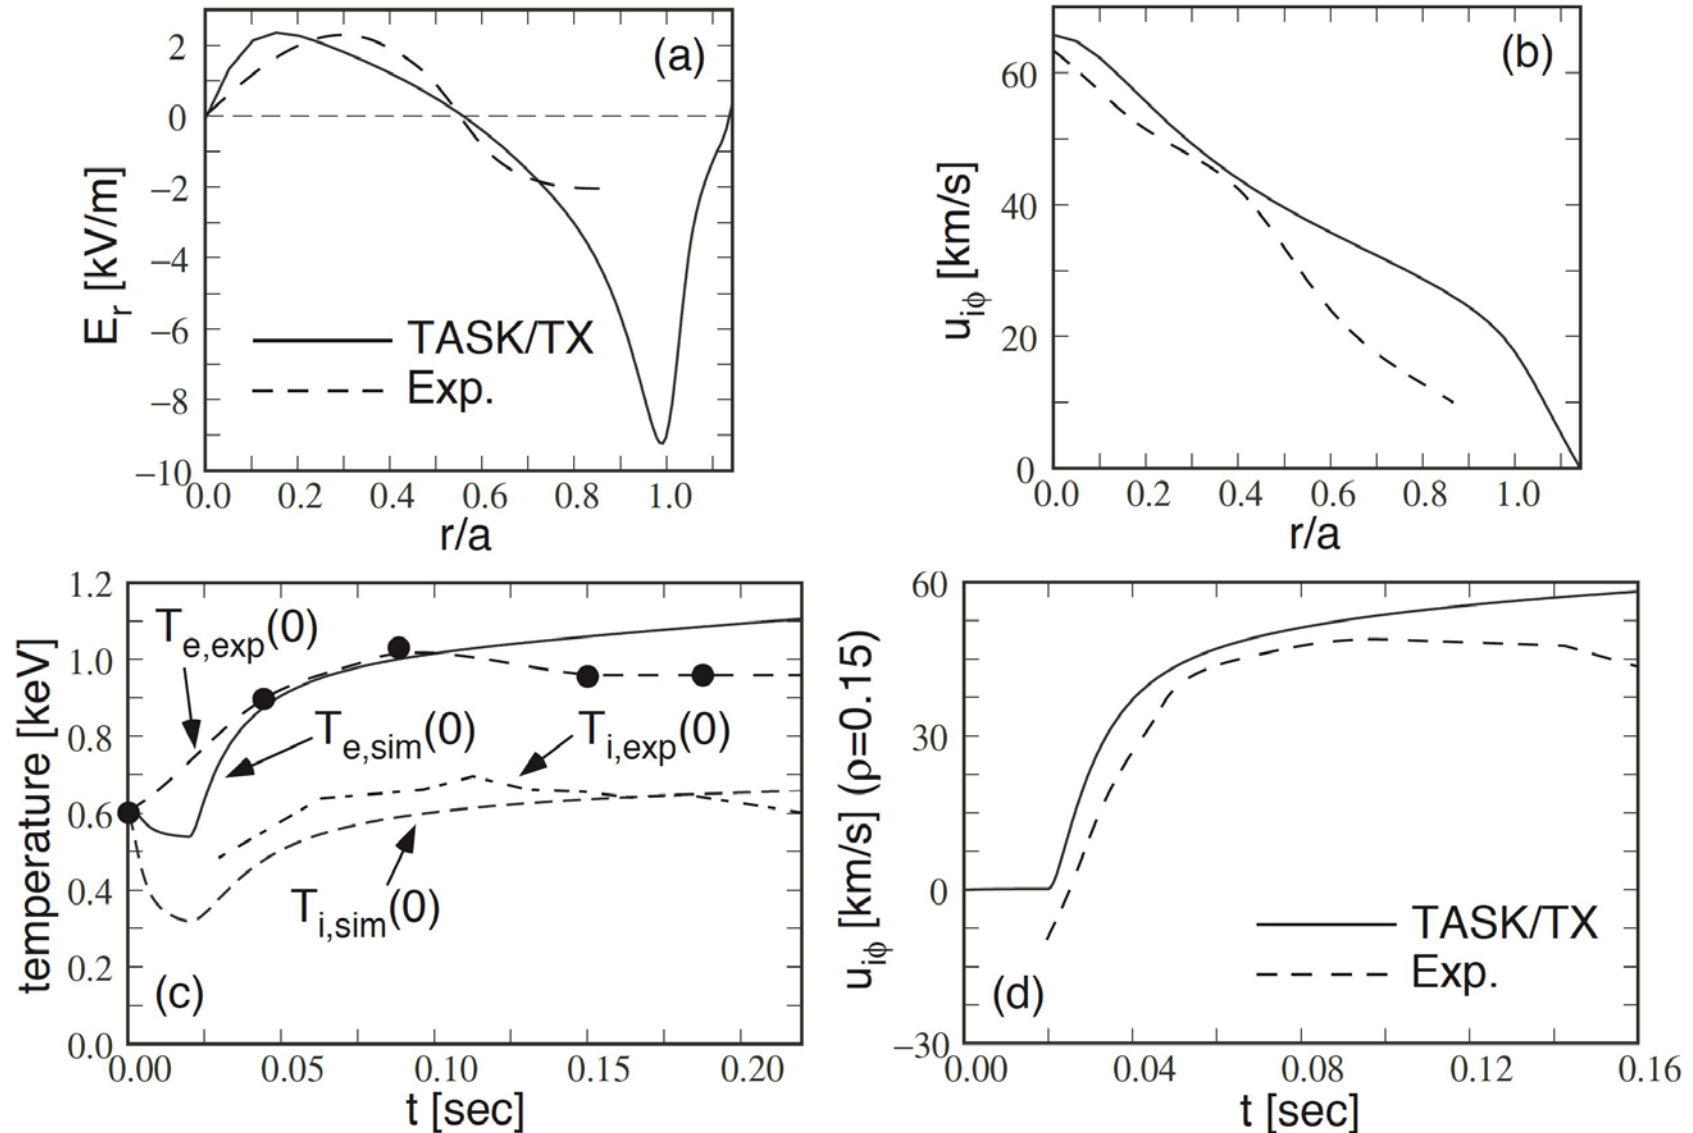 (a)
2
0
−2
−4
−6
−8
−10
E_r [kV/m]
TASK/TX
Exp.
0.0 0.2 0.4 0.6 0.8 1.0
r/a
(b)
60
40
20
0
u_iϕ [km/s]
0.0 0.2 0.4 0.6 0.8 1.0
r/a
1.2
1.0
0.8
0.6
0.4
0.2
0.0
temperature [keV]
T_e,exp(0)
T_e,sim(0)
T_i,exp(0)
T_i,sim(0)
(c)
0.00 0.05 0.10 0.15 0.20
t [sec]
60
30
0
−30
u_iϕ [km/s] (ρ=0.15)
TASK/TX
Exp.
(d)
0.00 0.04 0.08 0.12 0.16
t [sec]